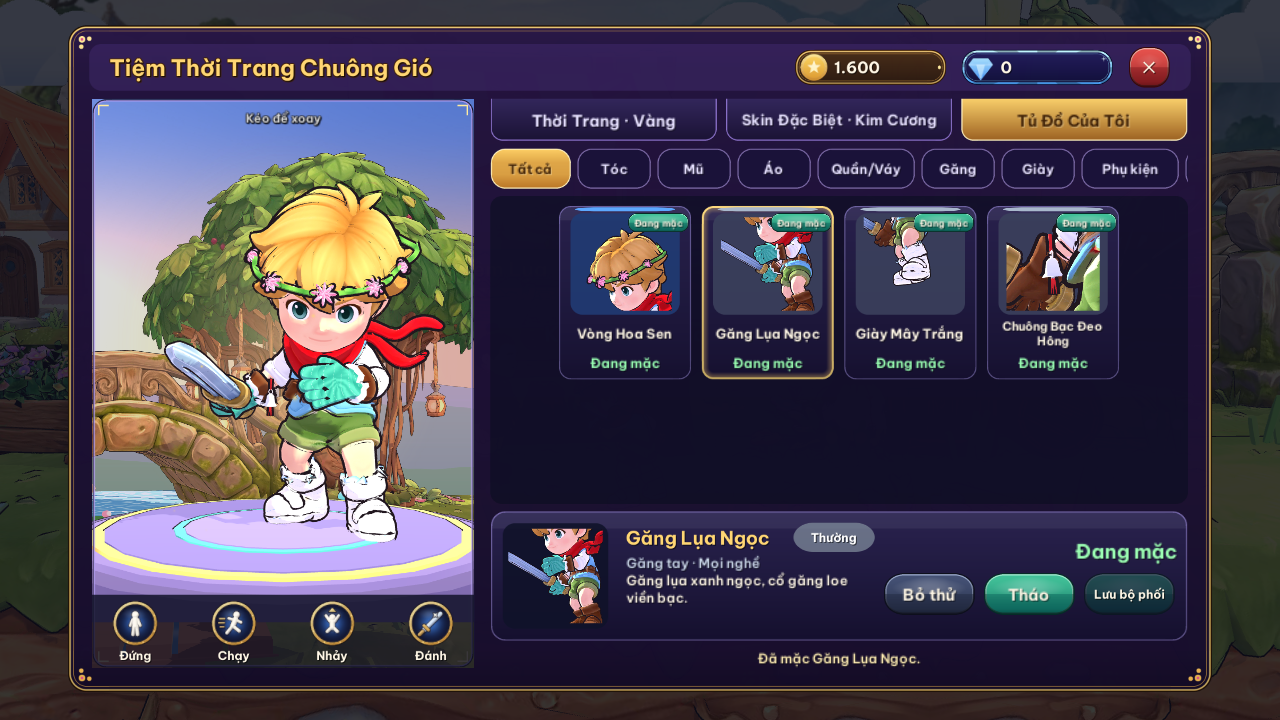 Tiệm Thời Trang Chuông Gió
1.600
0
Kéo để xoay
Thời Trang · Vàng
Skin Đặc Biệt · Kim Cương
Tủ Đồ Của Tôi
Tất cả
Tóc
Mũ
Áo
Quần/Váy
Găng
Giày
Phụ kiện
Đang mặc
Đang mặc
Đang mặc
Đang mặc
Vòng Hoa Sen
Găng Lụa Ngọc
Giày Mây Trắng
Chuông Bạc Đeo
Hông
Đang mặc
Đang mặc
Đang mặc
Đang mặc
Găng Lụa Ngọc
Thường
Găng tay · Mọi nghề
Găng lụa xanh ngọc, cổ găng loe
viền bạc.
Đang mặc
Bỏ thử
Tháo
Lưu bộ phối
Đứng
Chạy
Nhảy
Đánh
Đã mặc Găng Lụa Ngọc.